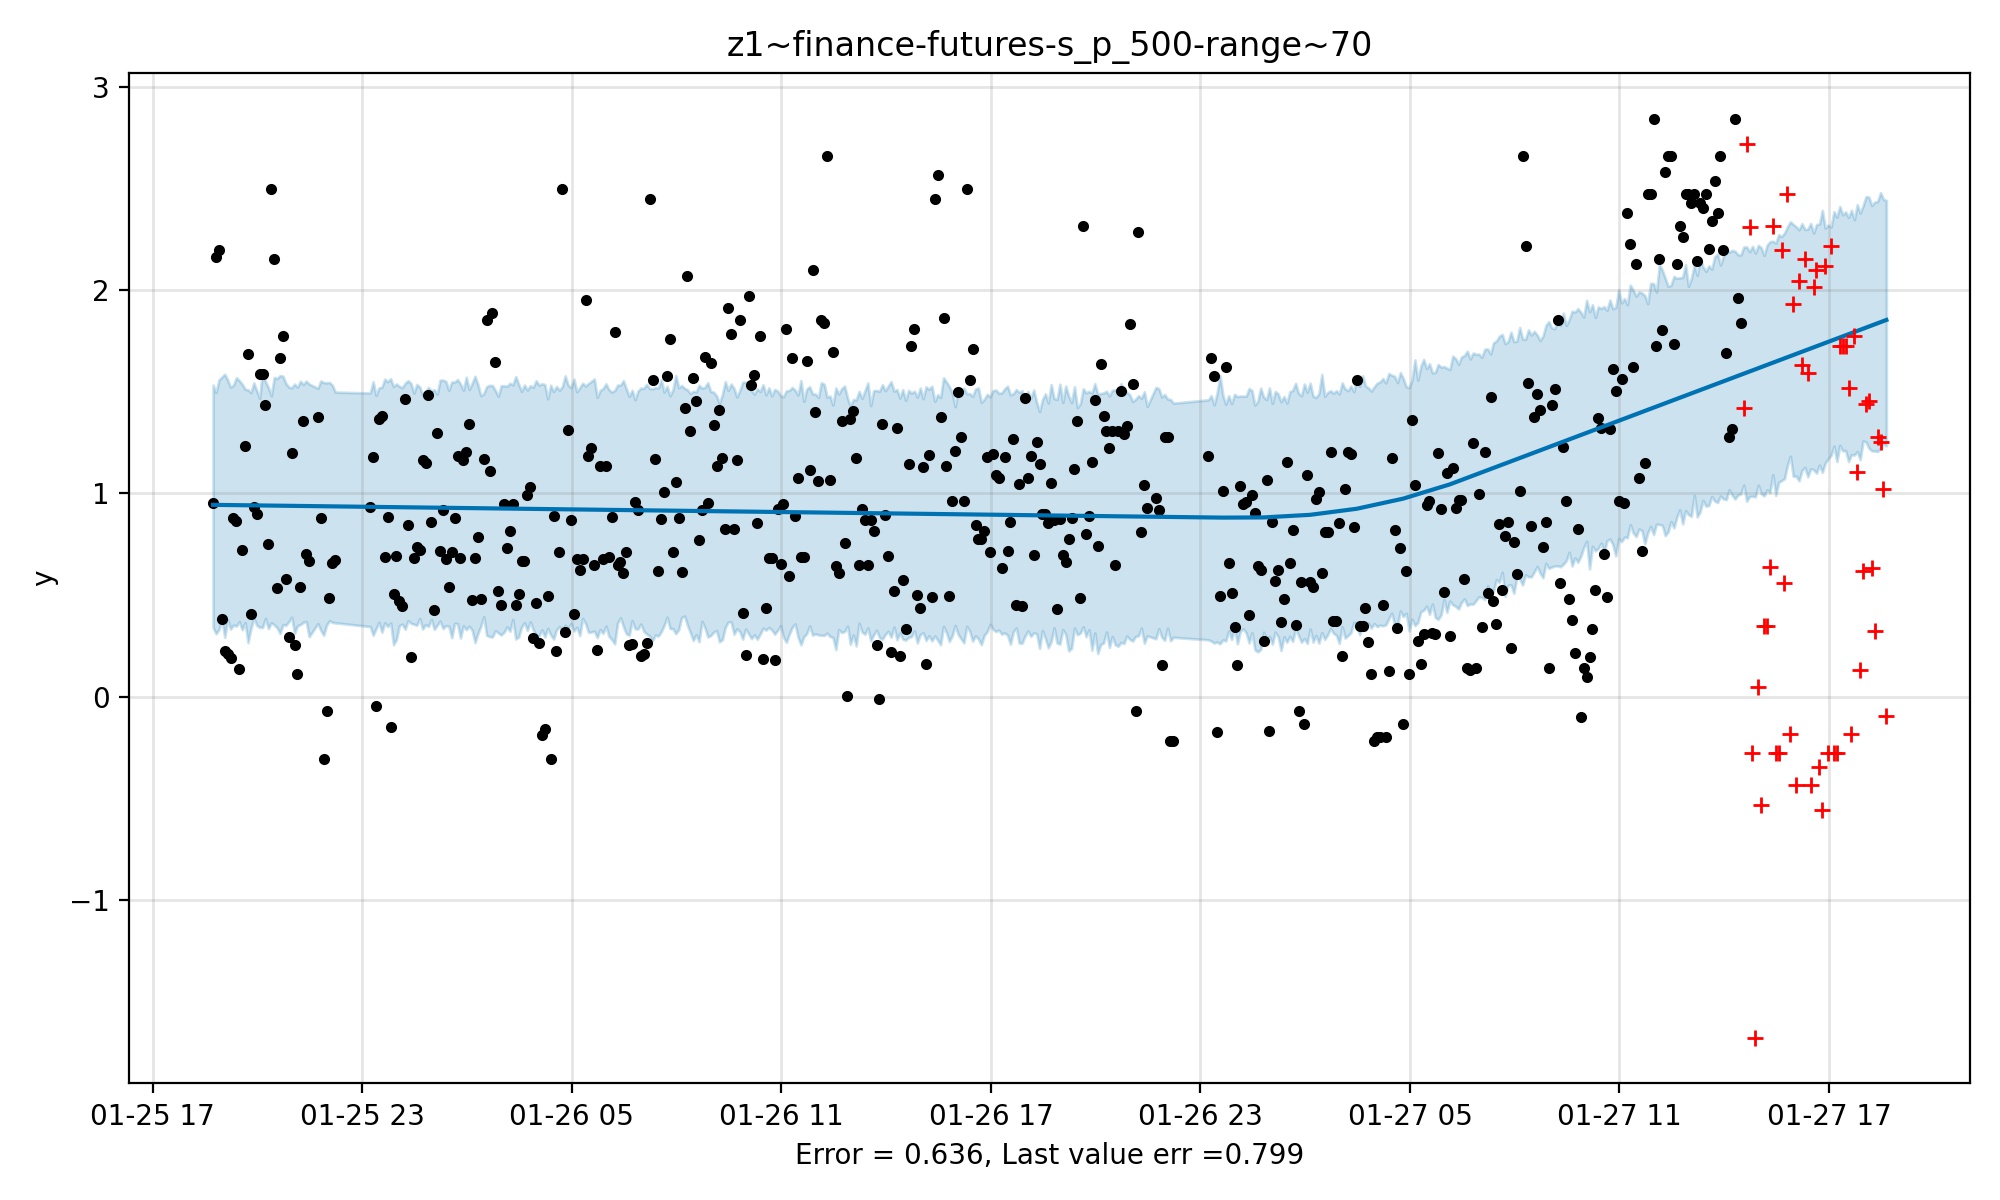 z1~finance-futures-s_p_500-range~70
3
2
1
0
−1
y
01-25 17 01-25 23 01-26 05 01-26 11 01-26 17 01-26 23 01-27 05 01-27 11 01-27 17
Error = 0.636, Last value err =0.799